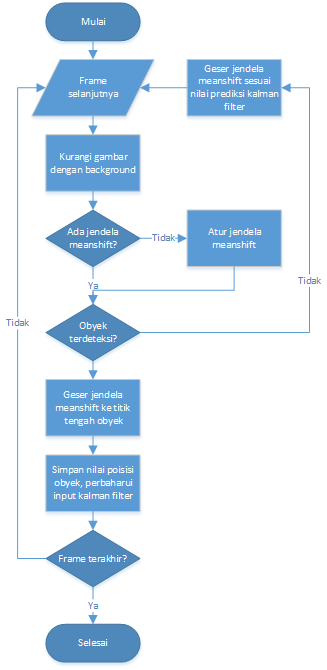 Mulai
Frame
selanjutnya
Geser jendela
meanshift sesuai
nilai prediksi kalman
filter
Kurangi gambar
dengan background
Ada jendela
meanshift?
Tidak
Atur jendela
meanshift
Ya
Tidak
Obyek
terdeteksi?
Tidak
Geser jendela
meanshift ke titik
tengah obyek
Simpan nilai poisisi
obyek, perbaharui
input kalman filter
Frame terakhir?
Ya
Selesai